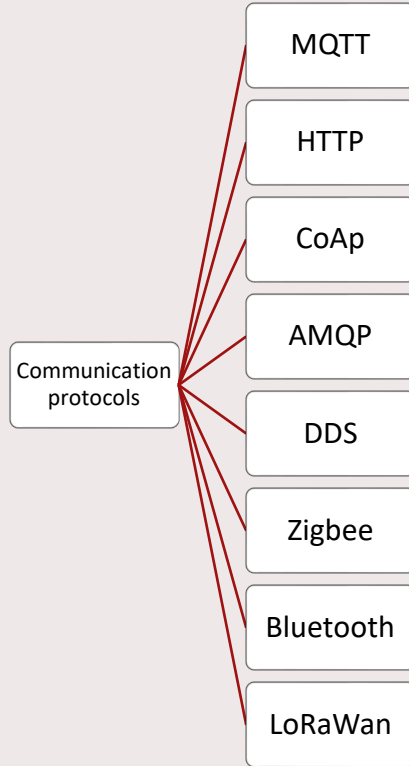 MQTT
HTTP
CoAp
AMQP
Communication
protocols
DDS
Zigbee
Bluetooth
LoRaWan